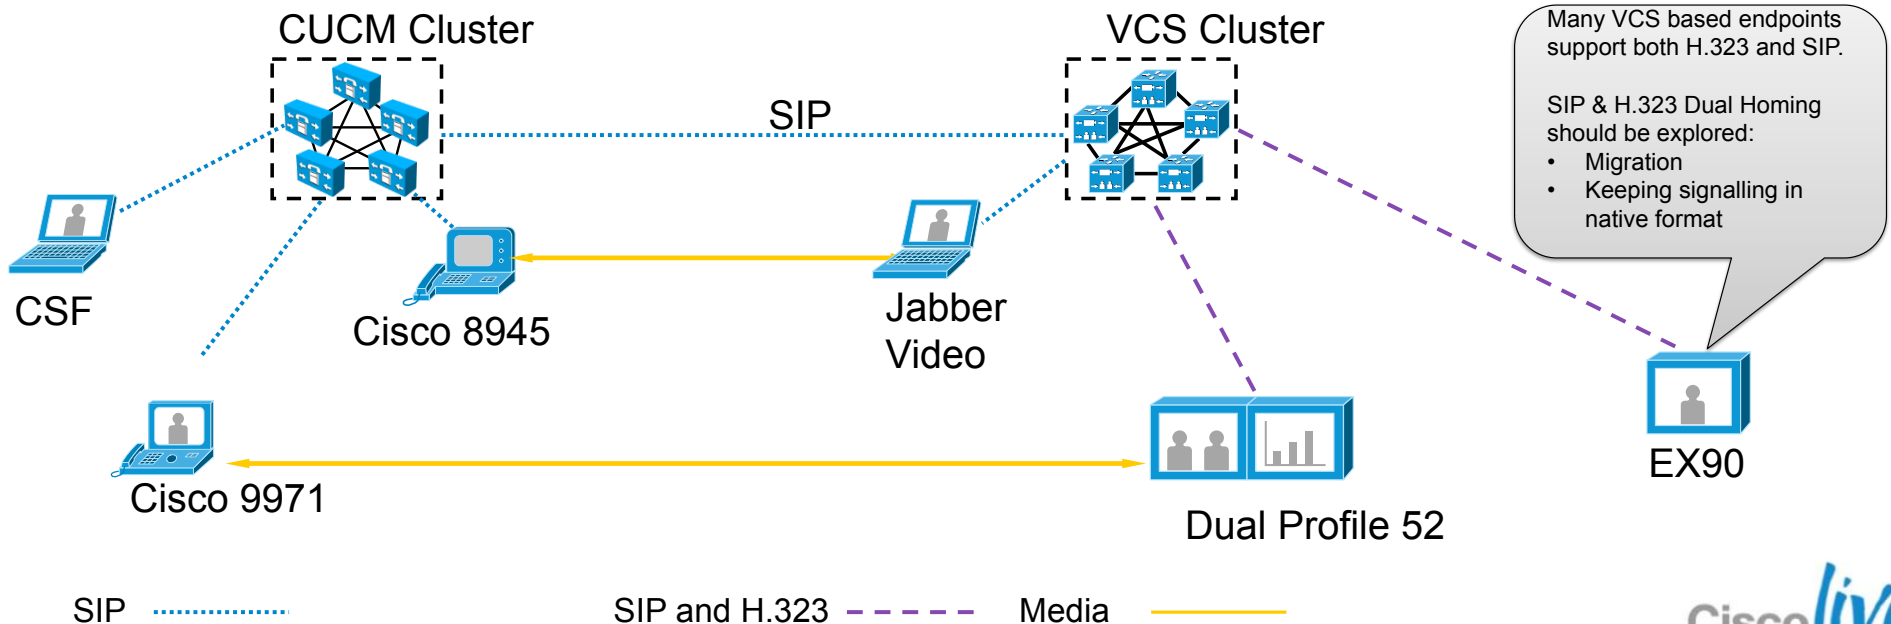 CUCM Cluster
VCS Cluster
Many VCS based endpoints
support both H.323 and SIP.
SIP & H.323 Dual Homing
should be explored:
• Migration
• Keeping signalling in
native format
SIP
CSF
Cisco 8945
Jabber
Video
Cisco 9971
Dual Profile 52
EX90
SIP
SIP and H.323
Media
Cisco live